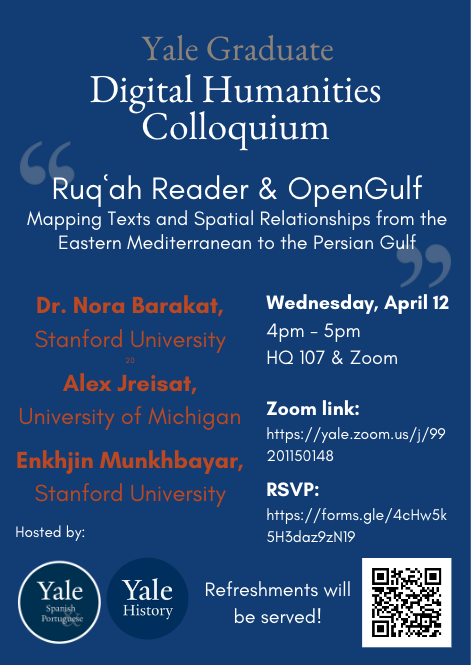 Yale Graduate
Digital Humanities
Colloquium
“
Ruqʿah Reader & OpenGulf
Mapping Texts and Spatial Relationships from the
Eastern Mediterranean to the Persian Gulf
”
Dr. Nora Barakat,
Stanford University
Alex Jreisat,
University of Michigan
Enkhjin Munkhbayar,
Stanford University
Wednesday, April 12
4pm - 5pm
HQ 107 & Zoom
Zoom link:
https://yale.zoom.us/j/99
201150148
RSVP:
https://forms.gle/4cHw5k
5H3daz9zN19
Hosted by:
Yale
Spanish
Portuguese
&
Yale
History
Refreshments will
be served!